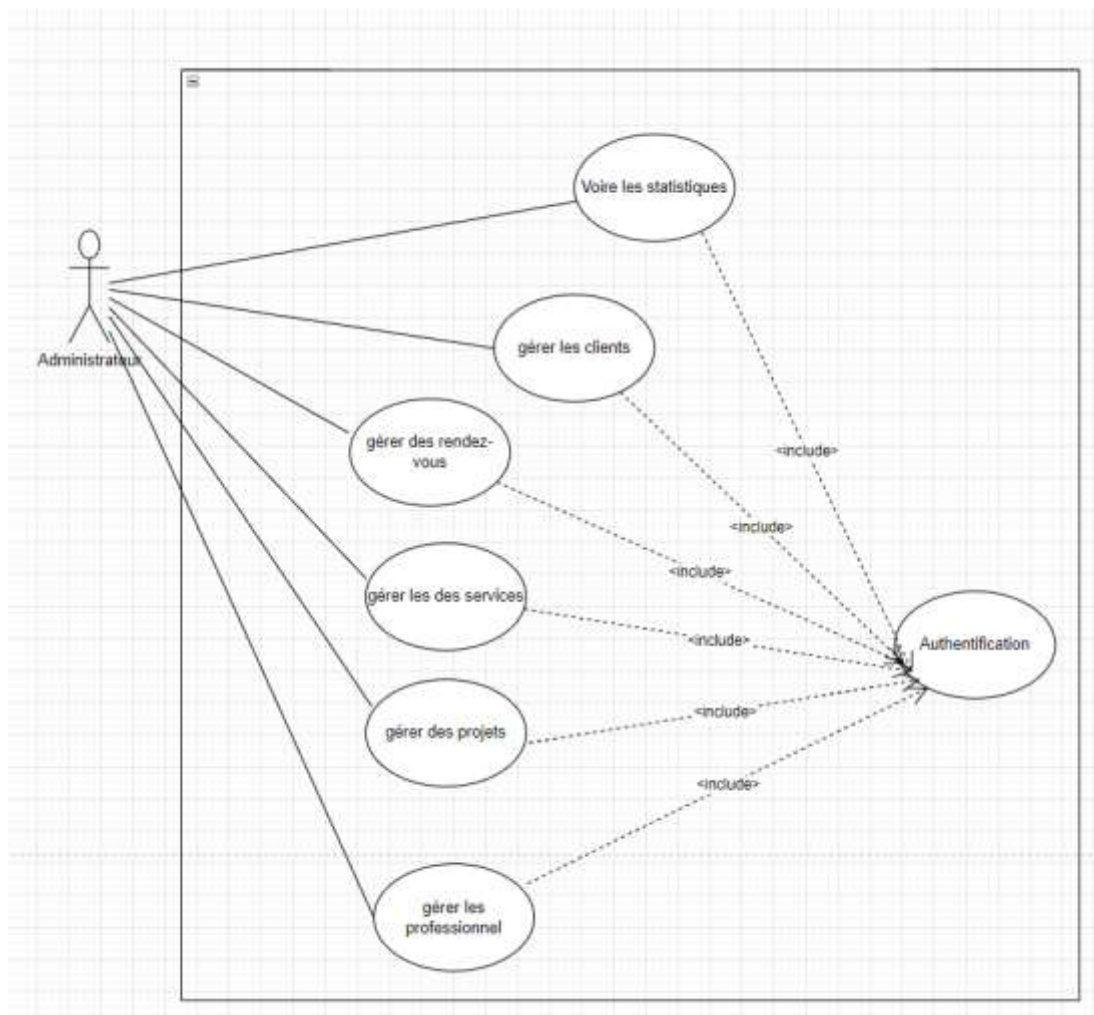 Voire les statistiques
Administrateur
gérer les clients
gérer des rendez-
vous
<include>
<include>
<include>
gérer les des services
<include>
Authentification
gérer des projets
<include>
<include>
gérer les
professionnel